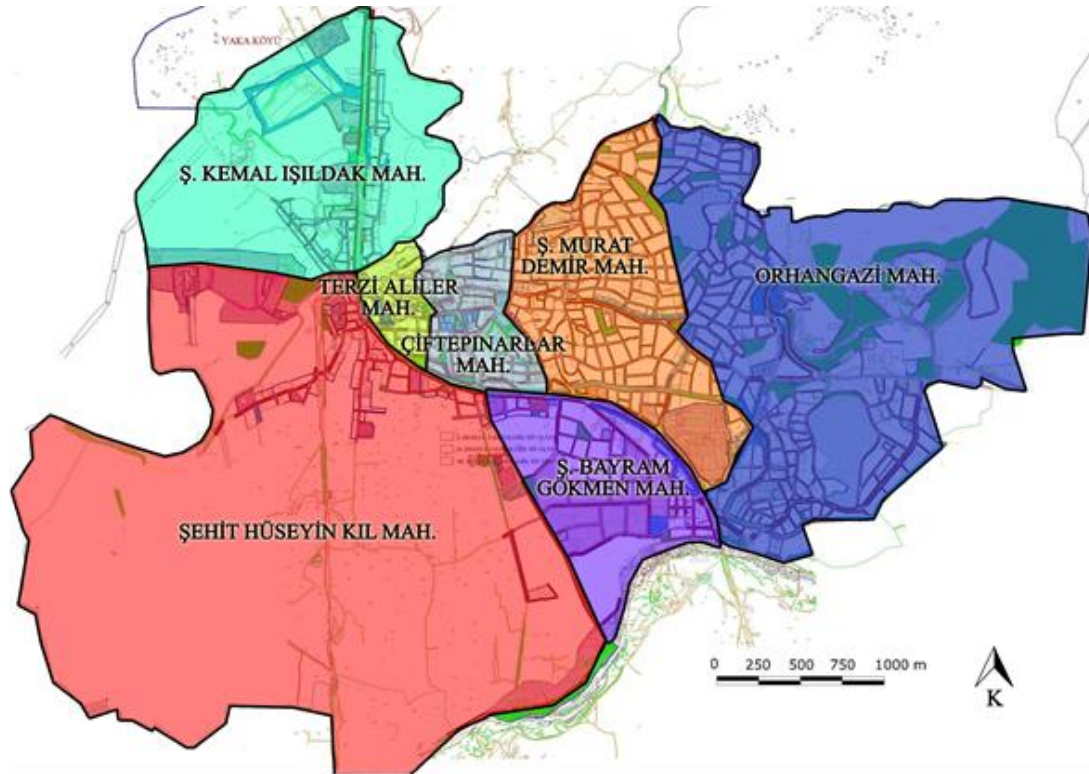 YAKA KÖYÜ
Ş. KEMAL IŞILDAK MAH.
Ş. MURAT
DEMİR MAH.
ORHANGAZİ MAH.
TERZİ ALİLER
MAH.
ÇİFTEPINARLAR
MAH.
Ş. BAYRAM
GÖKMEN MAH.
ŞEHİT HÜSEYİN KIL MAH.
0 250 500 750 1000 m
K